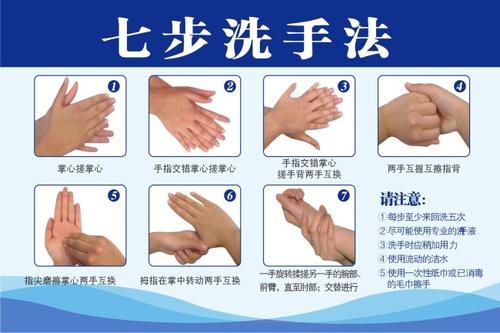 七步洗手法
1
掌心搓掌心
2
手指交错掌心搓掌心
3
手指交错掌心
搓手背两手互换
4
两手互握互擦指背
5
指尖磨擦掌心两手互换
6
拇指在掌中转动两手互换
7
一手旋转揉搓另一手的腕部、
前臂，直至肘部；交替进行
请注意：
①每步至少来回洗五次
②尽可能使用专业的洗手液
③洗手时应稍加用力
④使用流动的洁水
⑤使用一次性纸巾或已消毒
的毛巾擦手